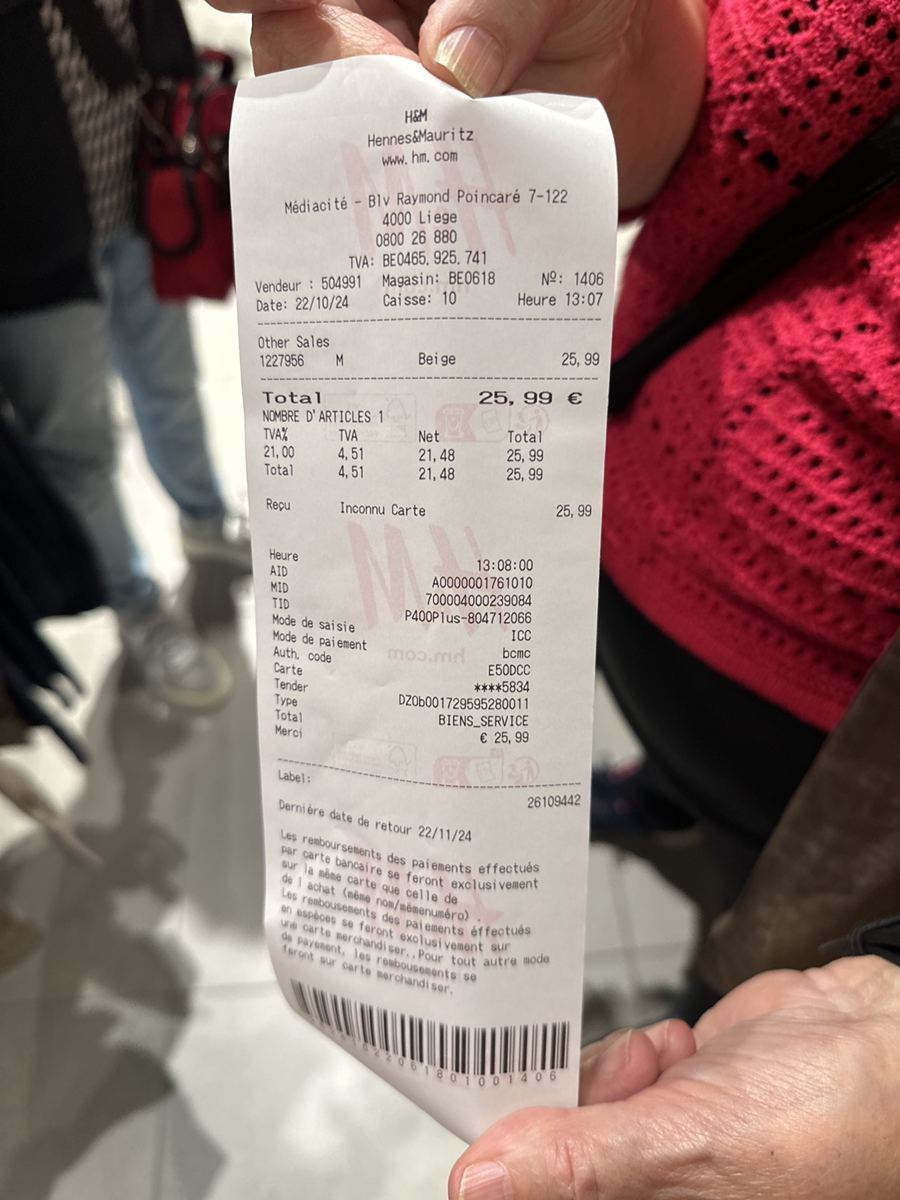 H&M
Hennes&Mauritz
www.hm.com
Médiacité - Blv Raymond Poincaré 7-122
4000 Liege
0800 26 880
TVA: BE0465.925.741
Vendeur : 504991 Magasin: BE0618 Nº: 1406
Date: 22/10/24 Caisse: 10 Heure 13:07
Other Sales
1227956 M Beige 25,99
Total 25,99 €
NOMBRE D'ARTICLES 1
TVA% TVA Net Total
21,00 4,51 21,48 25,99
Total 4,51 21,48 25,99
Reçu Inconnu Carte 25,99
Heure 13:08:00
AID A0000001761010
MID 700004000239084
TID P400Plus-804712066
Mode de saisie ICC
Mode de paiement bcmc
Auth. code E50DCC
Carte ****5834
Tender DZ0b001729595280011
Type BIENS_SERVICE
Total € 25,99
Merci
Label: 26109442
Dernière date de retour 22/11/24
Les remboursements des paiements effectués
par carte bancaire se feront exclusivement
sur la même carte que celle de
de l achat (même nom/mêmenuméro) .
Les rembousements des paiements éffectués
en espèces se feront exclusivement sur
une carte merchandiser..Pour tout autre mode
de payement, les rembousements se
feront sur carte merchandiser.
H&M
H&M
hm.com